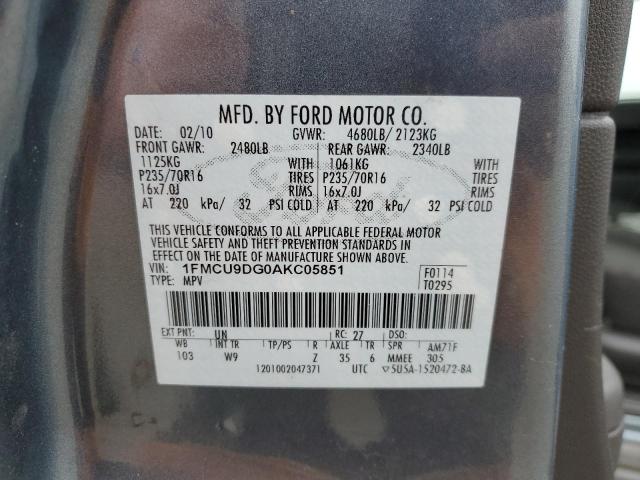 MFD. BY FORD MOTOR CO.
DATE: 02/10 GVWR: 4680LB/ 2123KG
FRONT GAWR: 2480LB REAR GAWR: 2340LB
1125KG WITH 1061KG WITH
P235/70R16 TIRES P235/70R16 TIRES
16x7.0J RIMS 16x7.0J RIMS
AT 220 kPa/ 32 PSI COLD AT 220 kPa/ 32 PSI COLD
Ford
THIS VEHICLE CONFORMS TO ALL APPLICABLE FEDERAL MOTOR
VEHICLE SAFETY AND THEFT PREVENTION STANDARDS IN
EFFECT ON THE DATE OF MANUFACTURE SHOWN ABOVE.
VIN: 1FMCU9DG0AKC05851 F0114
TYPE: MPV T0295
EXT PNT: UN RC: 27 DSO:
WB INT TR TP/PS R AXLE TR SPR AM71F
103 W9 Z 35 6 MMEE 305
1201002047371 UTC ▽5U5A-1520472-BA